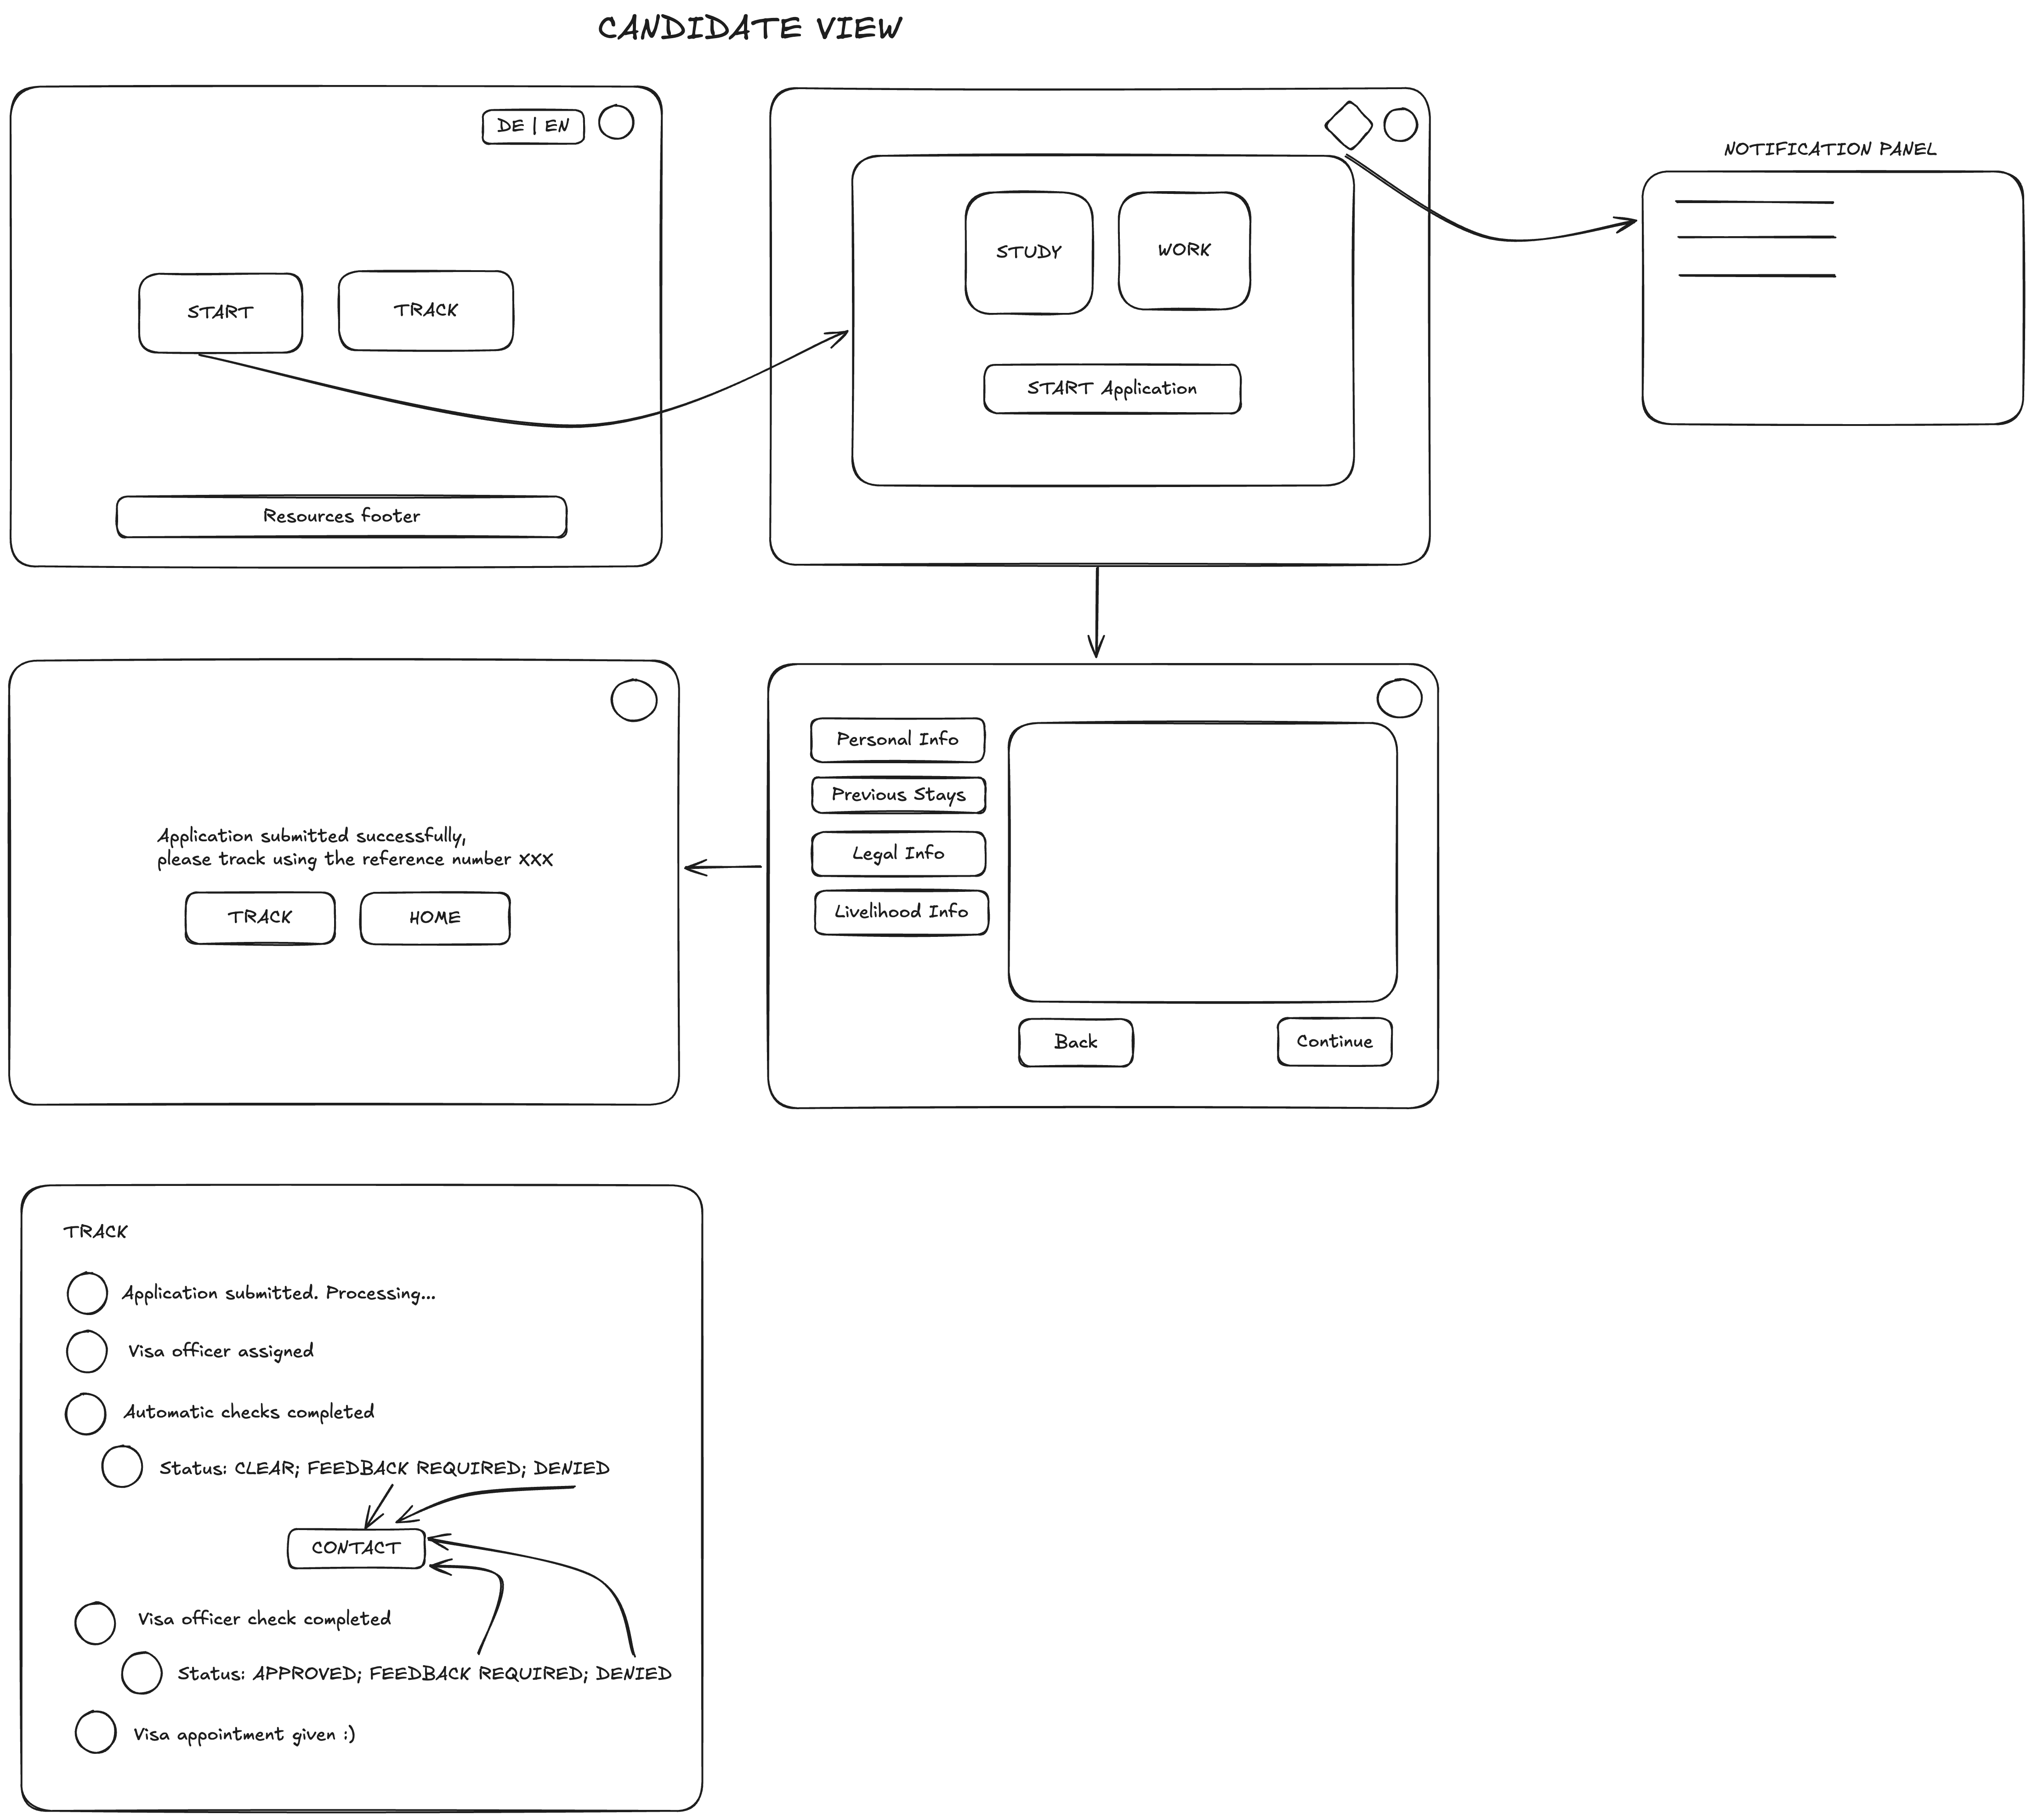 CANDIDATE VIEW
DE | EN
START
TRACK
Resources footer
STUDY
WORK
START Application
NOTIFICATION PANEL
Application submitted successfully,
please track using the reference number XXX
TRACK
HOME
Personal Info
Previous Stays
Legal Info
Livelihood Info
Back
Continue
TRACK
Application submitted. Processing...
Visa officer assigned
Automatic checks completed
Status: CLEAR; FEEDBACK REQUIRED; DENIED
CONTACT
Visa officer check completed
Status: APPROVED; FEEDBACK REQUIRED; DENIED
Visa appointment given :)